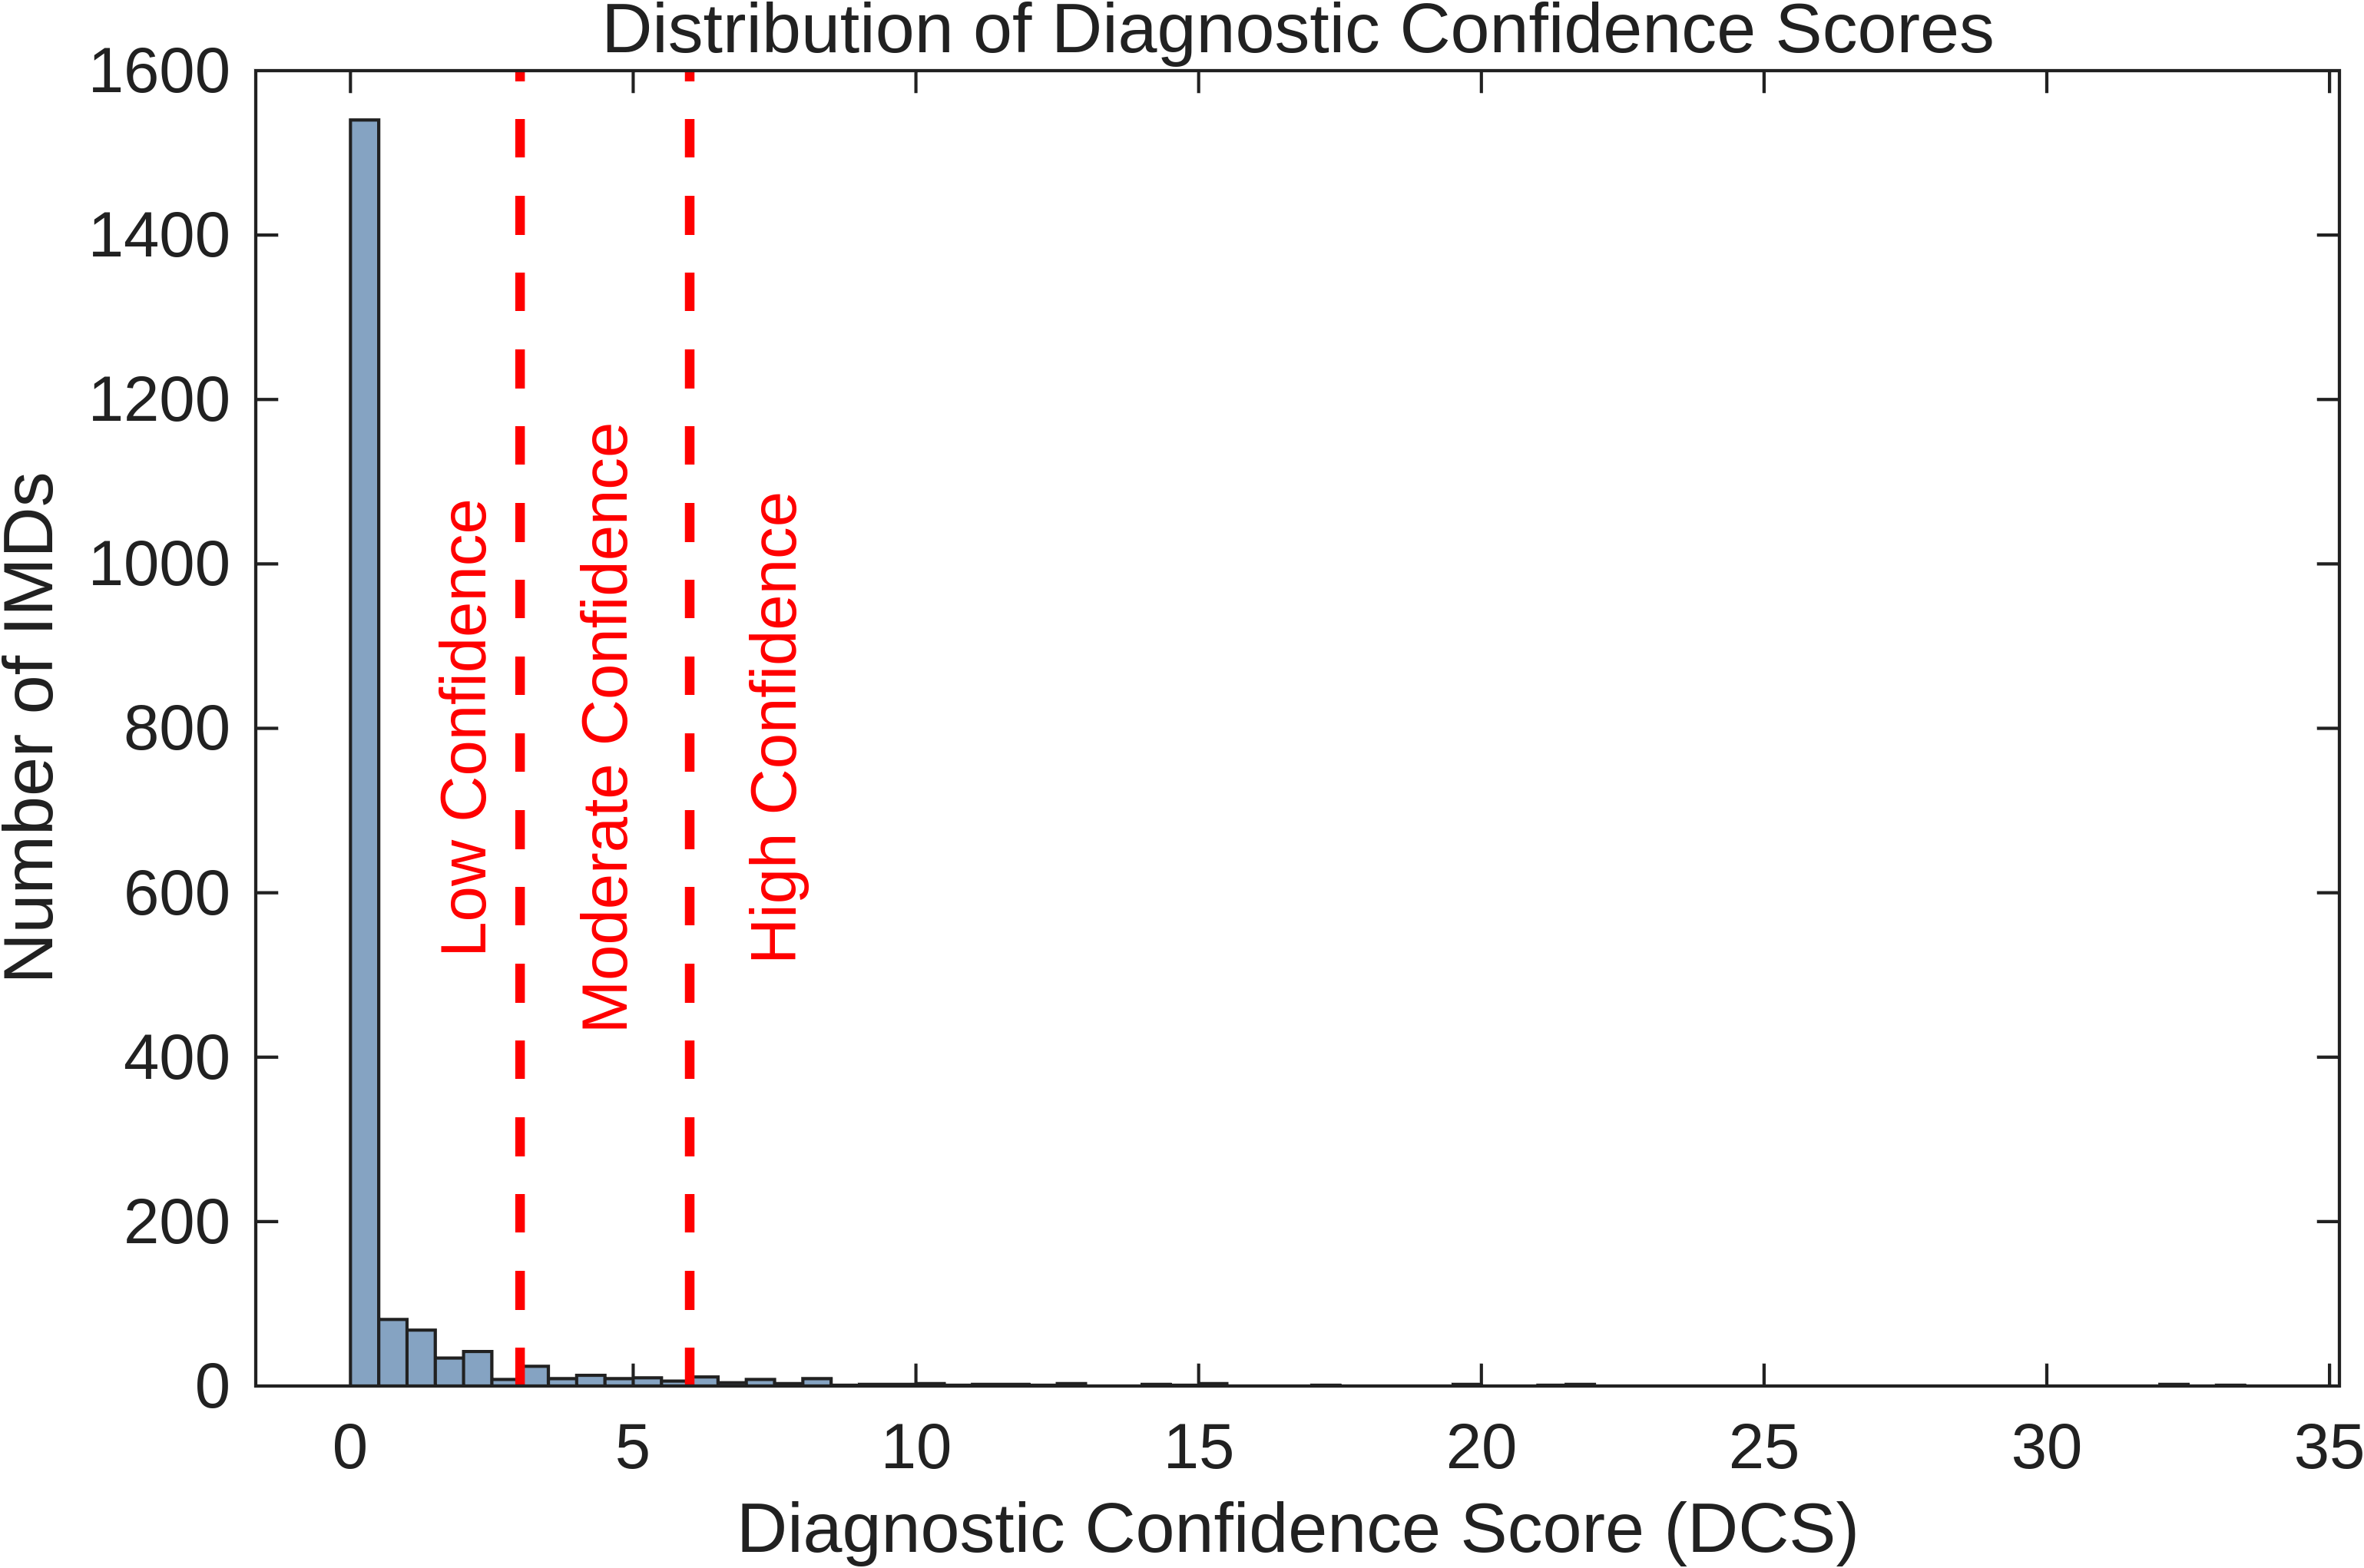 Distribution of Diagnostic Confidence Scores
1600
1400
1200
1000
800
600
400
200
0
Number of IMDs
Low Confidence
Moderate Confidence
High Confidence
0 5 10 15 20 25 30 35
Diagnostic Confidence Score (DCS)